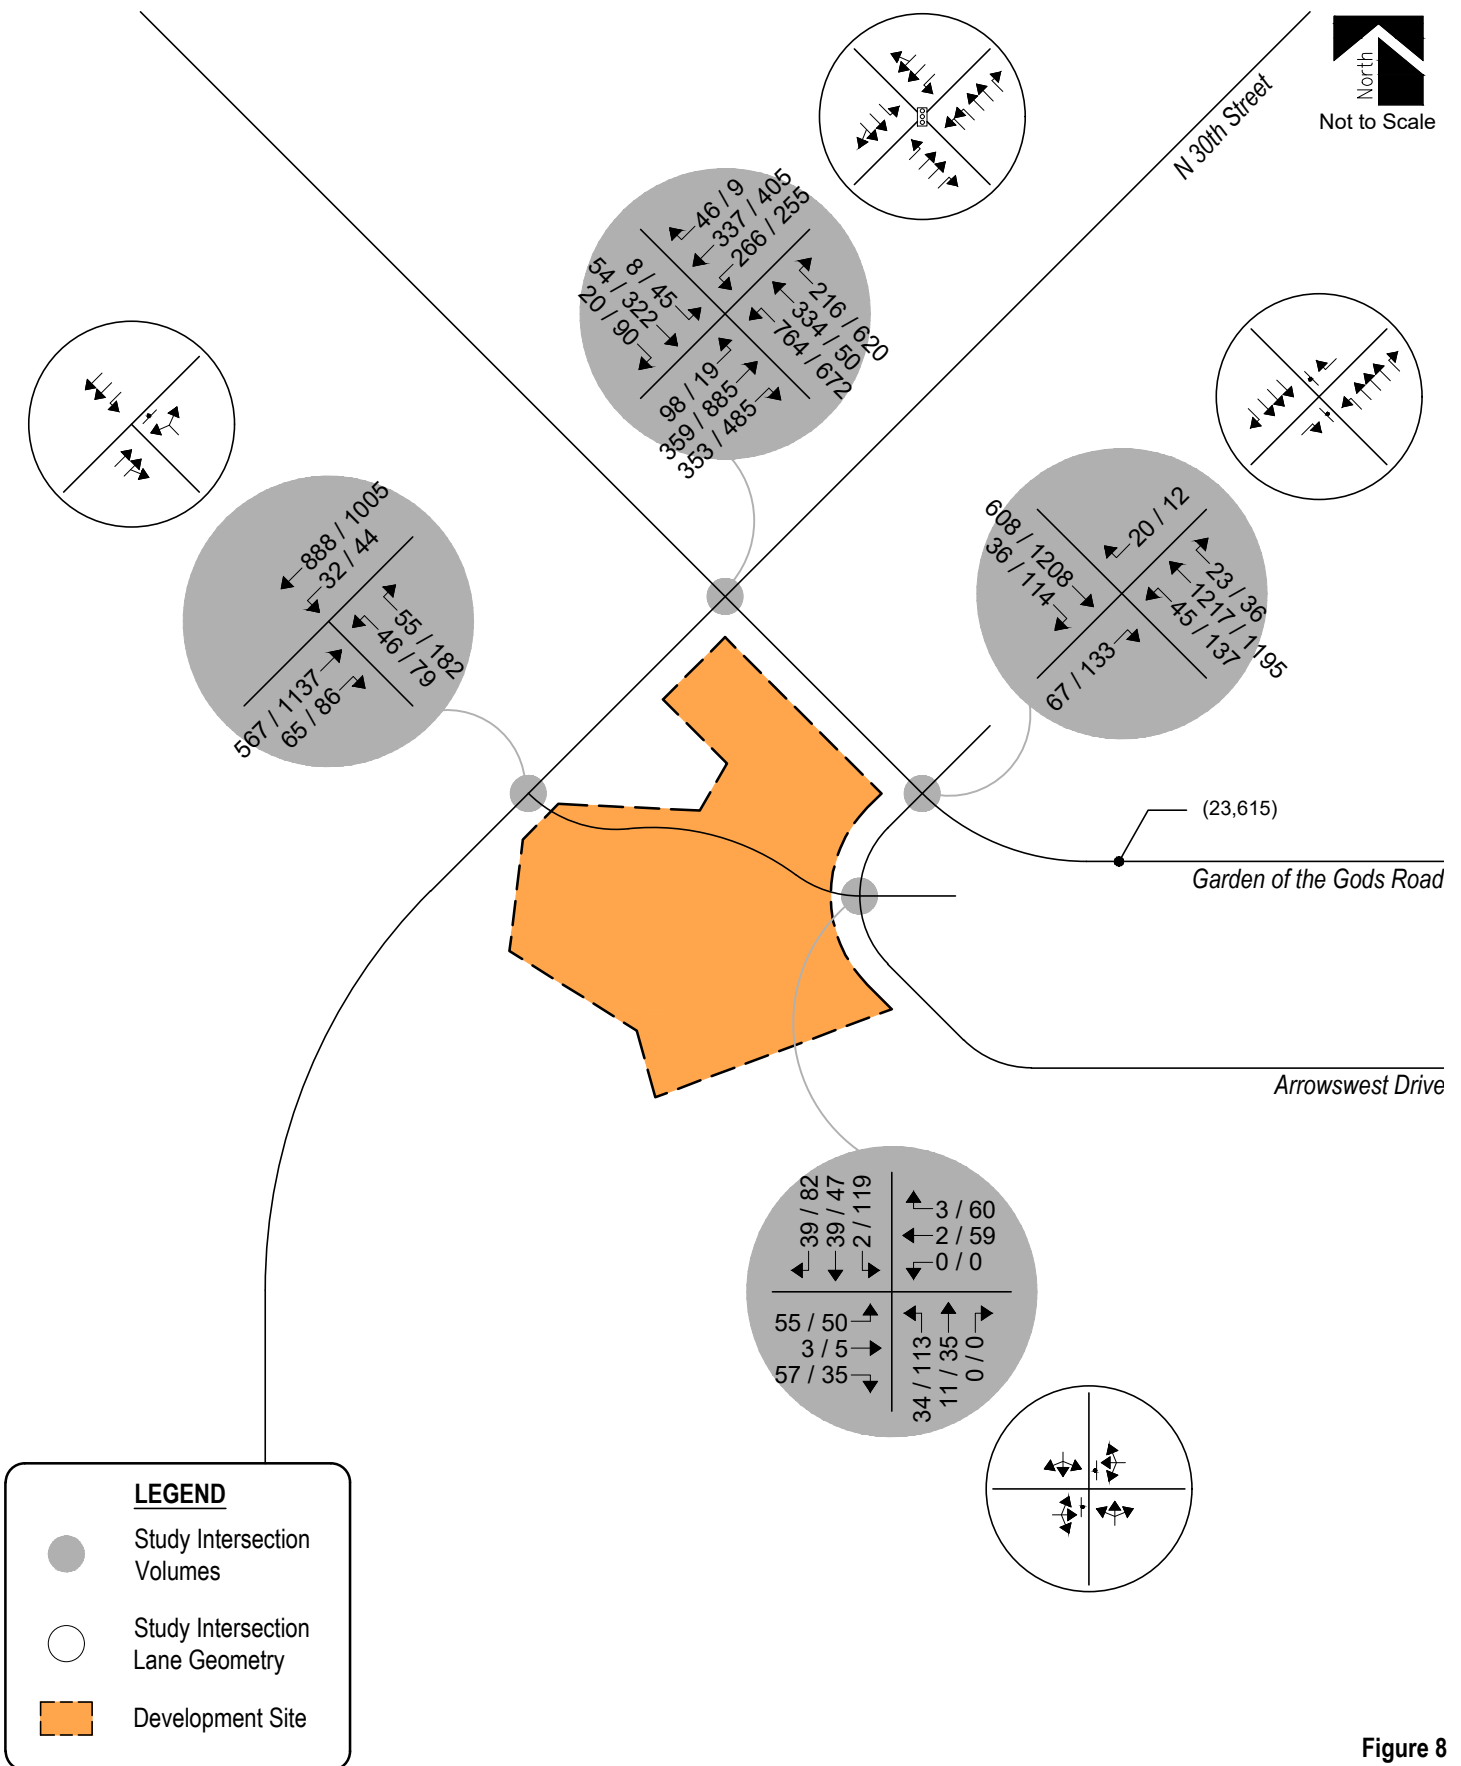 North
Not to Scale
N 30th Street
46 / 9
337 / 405
266 / 255
8 / 45
54 / 322
20 / 90
216 / 620
334 / 50
764 / 672
98 / 19
359 / 885
353 / 485
888 / 1005
32 / 44
55 / 182
46 / 79
567 / 1137
65 / 86
20 / 12
608 / 1208
36 / 114
23 / 36
1217 / 1195
45 / 137
67 / 133
(23,615)
Garden of the Gods Road
Arrowswest Drive
39 / 82
39 / 47
2 / 119
3 / 60
2 / 59
0 / 0
55 / 50
3 / 5
57 / 35
34 / 113
11 / 35
0 / 0
LEGEND
Study Intersection
Volumes
Study Intersection
Lane Geometry
Development Site
Figure 8